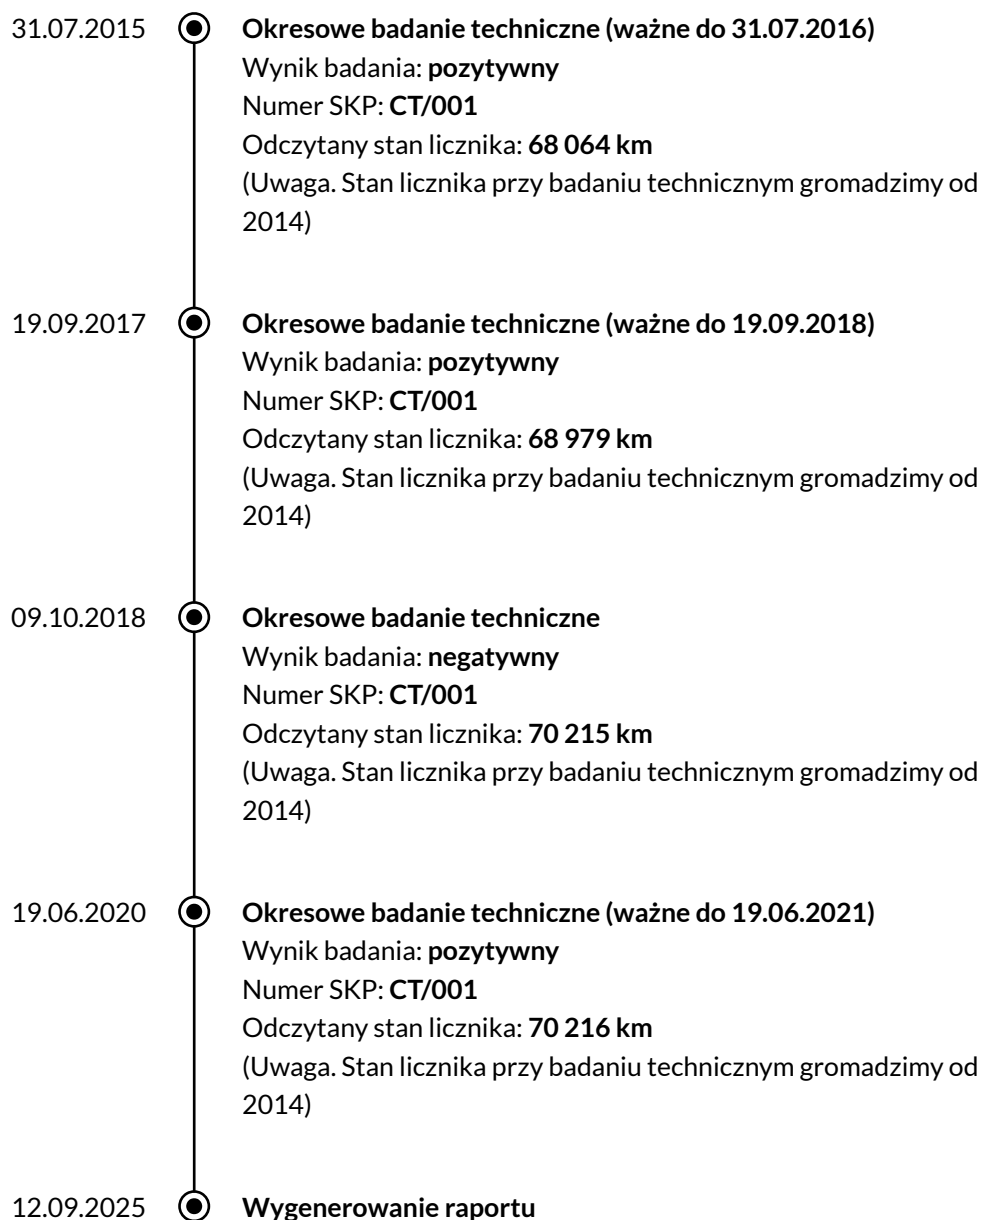 31.07.2015 Okresowe badanie techniczne (ważne do 31.07.2016)
Wynik badania: pozytywny
Numer SKP: CT/001
Odczytany stan licznika: 68 064 km
(Uwaga. Stan licznika przy badaniu technicznym gromadzimy od
2014)
19.09.2017 Okresowe badanie techniczne (ważne do 19.09.2018)
Wynik badania: pozytywny
Numer SKP: CT/001
Odczytany stan licznika: 68 979 km
(Uwaga. Stan licznika przy badaniu technicznym gromadzimy od
2014)
09.10.2018 Okresowe badanie techniczne
Wynik badania: negatywny
Numer SKP: CT/001
Odczytany stan licznika: 70 215 km
(Uwaga. Stan licznika przy badaniu technicznym gromadzimy od
2014)
19.06.2020 Okresowe badanie techniczne (ważne do 19.06.2021)
Wynik badania: pozytywny
Numer SKP: CT/001
Odczytany stan licznika: 70 216 km
(Uwaga. Stan licznika przy badaniu technicznym gromadzimy od
2014)
12.09.2025 Wygenerowanie raportu